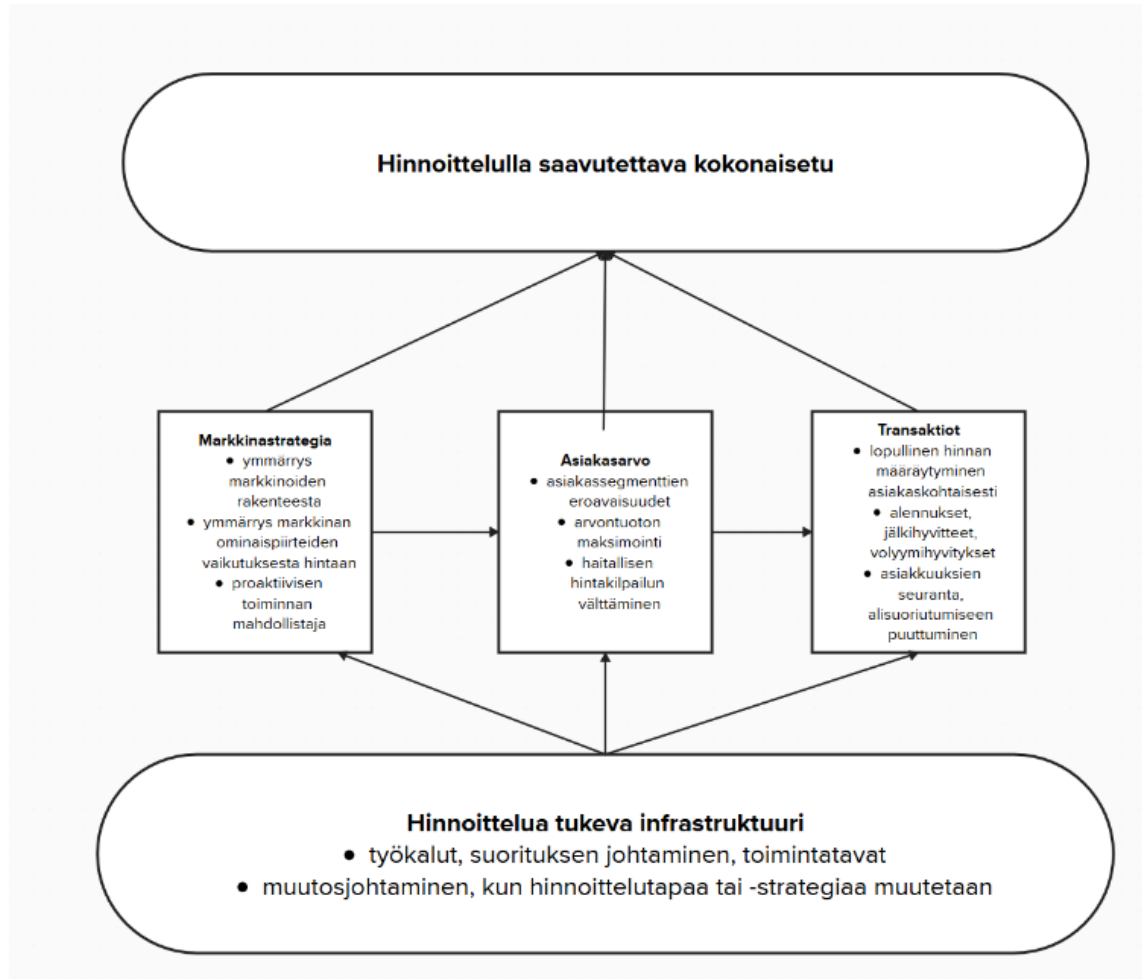 Hinnoittelulla saavutettava kokonaisetu
Markkinastrategia
● ymmärrys
markkinoiden
rakenteesta
● ymmärrys markkinan
ominaispiirteiden
vaikutuksesta hintaan
● proaktiivisen
toiminnan
mahdollistaja
Asiakasarvo
● asiakassegmenttien
eroavaisuudet
● arvontuoton
maksimointi
● haitallisen
hintakilpailun
välttäminen
Transaktiot
● lopullinen hinnan
määräytyminen
asiakaskohtaisesti
● alennukset,
jälkihyvitteet,
volyymihyvitykset
● asiakkuuksien
seuranta,
alisuoriutumiseen
puuttuminen
Hinnoittelua tukeva infrastruktuuri
● työkalut, suorituksen johtaminen, toimintatavat
● muutosjohtaminen, kun hinnoittelutapaa tai -strategiaa muutetaan